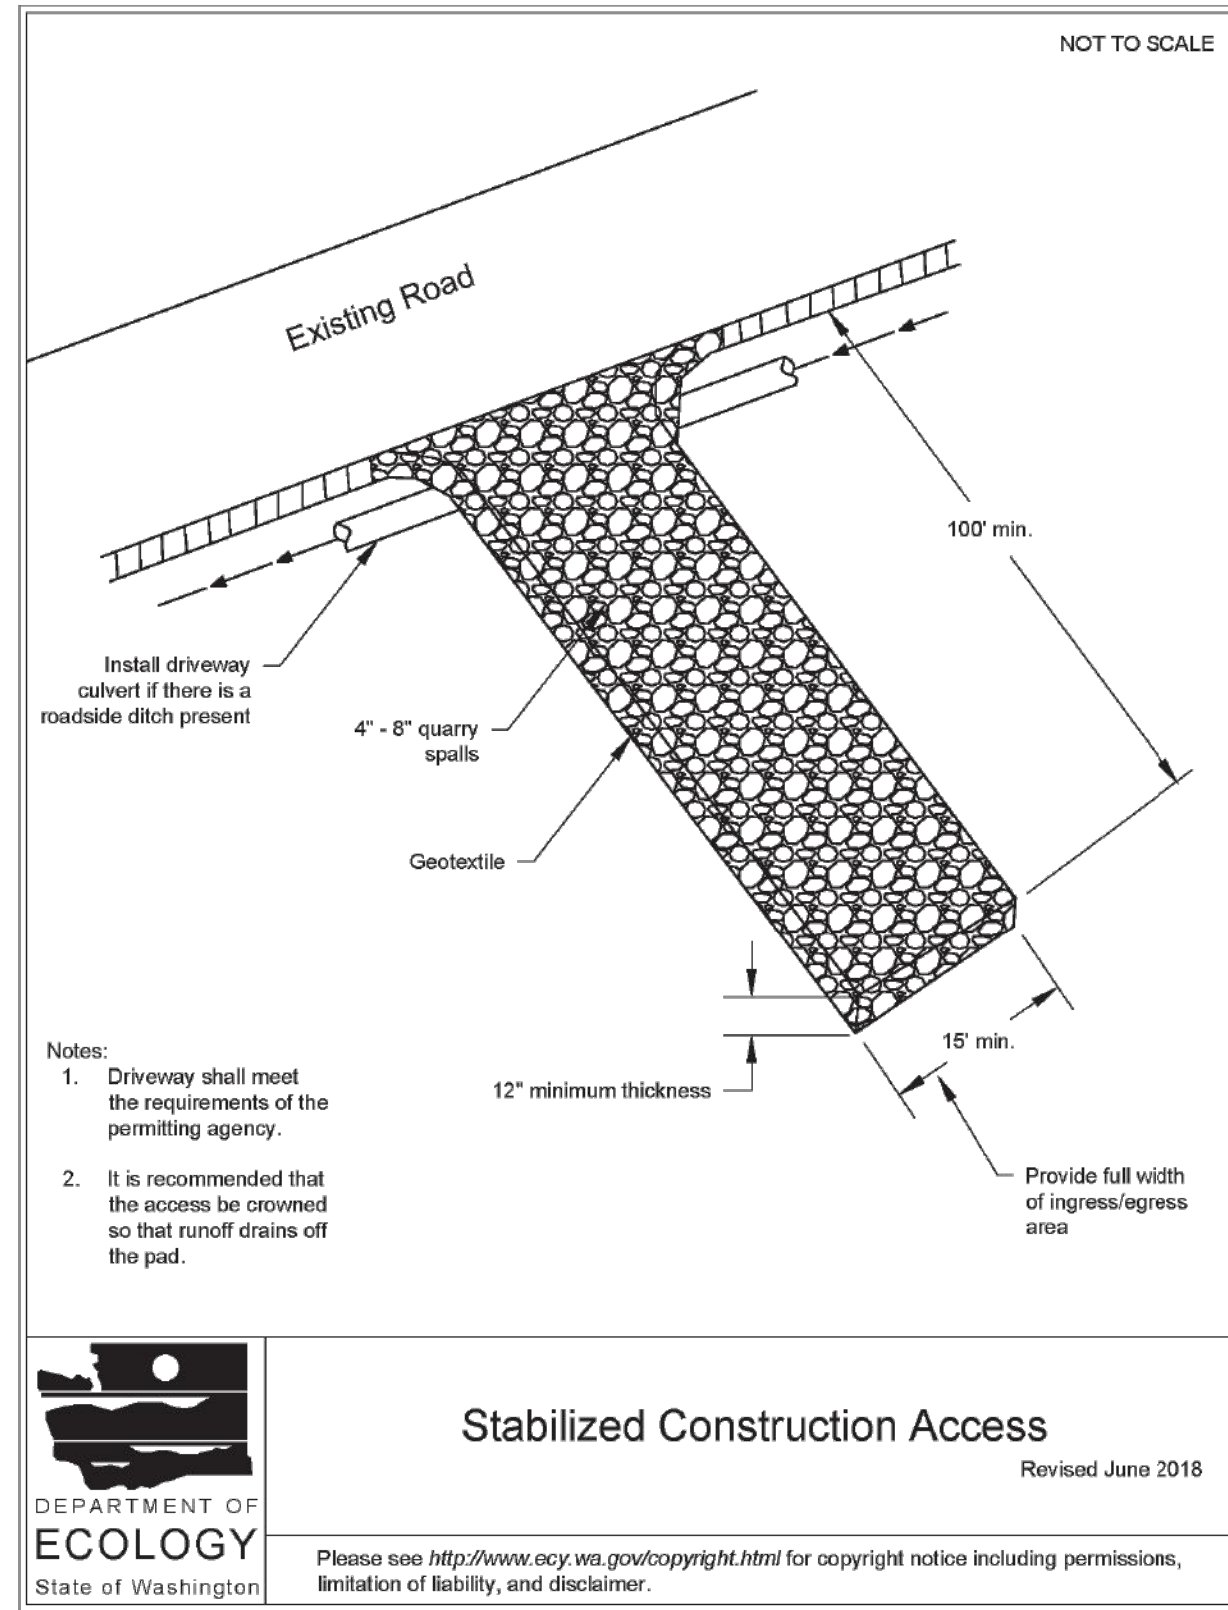 NOT TO SCALE
Existing Road
100' min.
Install driveway
culvert if there is a
roadside ditch present
4" - 8" quarry
spalls
Geotextile
15' min.
12" minimum thickness
Provide full width
of ingress/egress
area
Notes:
1. Driveway shall meet
the requirements of the
permitting agency.
2. It is recommended that
the access be crowned
so that runoff drains off
the pad.
Stabilized Construction Access
Revised June 2018
DEPARTMENT OF
ECOLOGY
State of Washington
Please see http://www.ecy.wa.gov/copyright.html for copyright notice including permissions,
limitation of liability, and disclaimer.